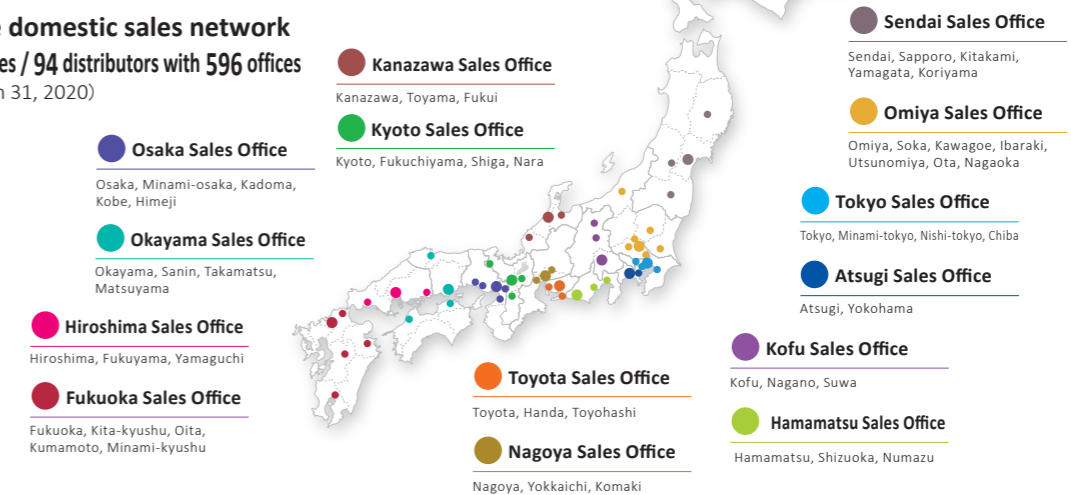 domestic sales network
/ 94 distributors with 596 offices
31, 2020）
Kanazawa Sales Office
Kanazawa, Toyama, Fukui
Kyoto Sales Office
Kyoto, Fukuchiyama, Shiga, Nara
Osaka Sales Office
Osaka, Minami-osaka, Kadoma,
Kobe, Himeji
Okayama Sales Office
Okayama, Sanin, Takamatsu,
Matsuyama
Hiroshima Sales Office
Hiroshima, Fukuyama, Yamaguchi
Fukuoka Sales Office
Fukuoka, Kita-kyushu, Oita,
Kumamoto, Minami-kyushu
Toyota Sales Office
Toyota, Handa, Toyohashi
Nagoya Sales Office
Nagoya, Yokkaichi, Komaki
Sendai Sales Office
Sendai, Sapporo, Kitakami,
Yamagata, Koriyama
Omiya Sales Office
Omiya, Soka, Kawagoe, Ibaraki,
Utsunomiya, Ota, Nagaoka
Tokyo Sales Office
Tokyo, Minami-tokyo, Nishi-tokyo, Chiba
Atsugi Sales Office
Atsugi, Yokohama
Kofu Sales Office
Kofu, Nagano, Suwa
Hamamatsu Sales Office
Hamamatsu, Shizuoka, Numazu